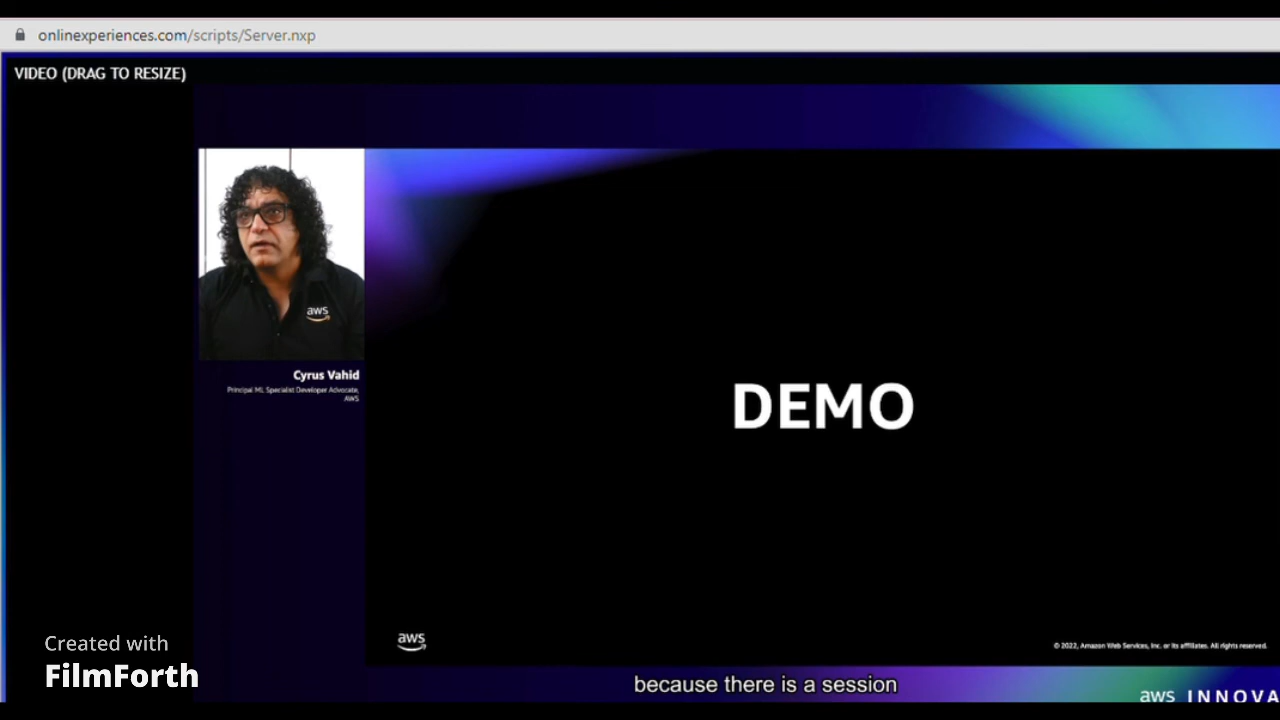 onlinexperiences.com/scripts/Server.nxp
VIDEO (DRAG TO RESIZE)
aws
Cyrus Vahid
Principal ML Specialist Developer Advocate,
AWS
DEMO
aws
© 2022, Amazon Web Services, Inc. or its affiliates. All rights reserved.
Created with
FilmForth
because there is a session
aws INNOVA